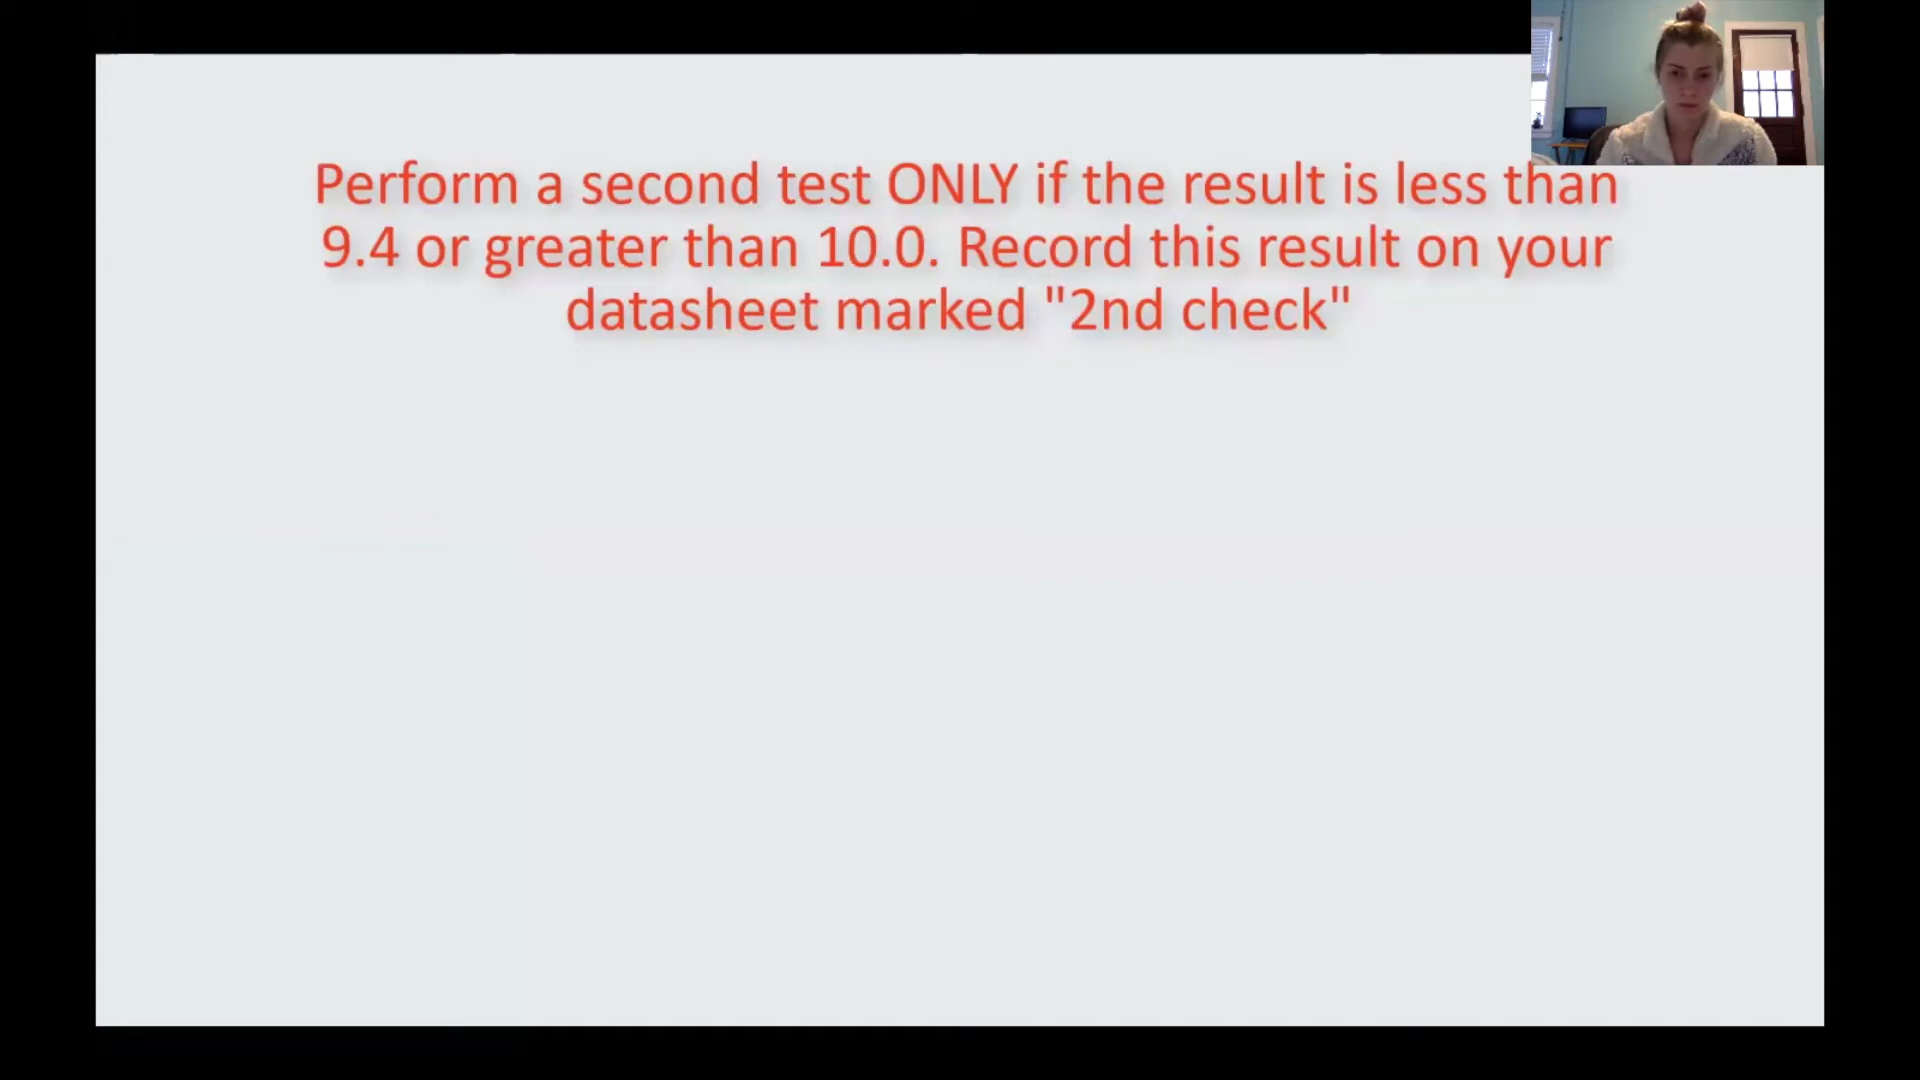 Perform a second test ONLY if the result is less than
9.4 or greater than 10.0. Record this result on your
datasheet marked "2nd check"